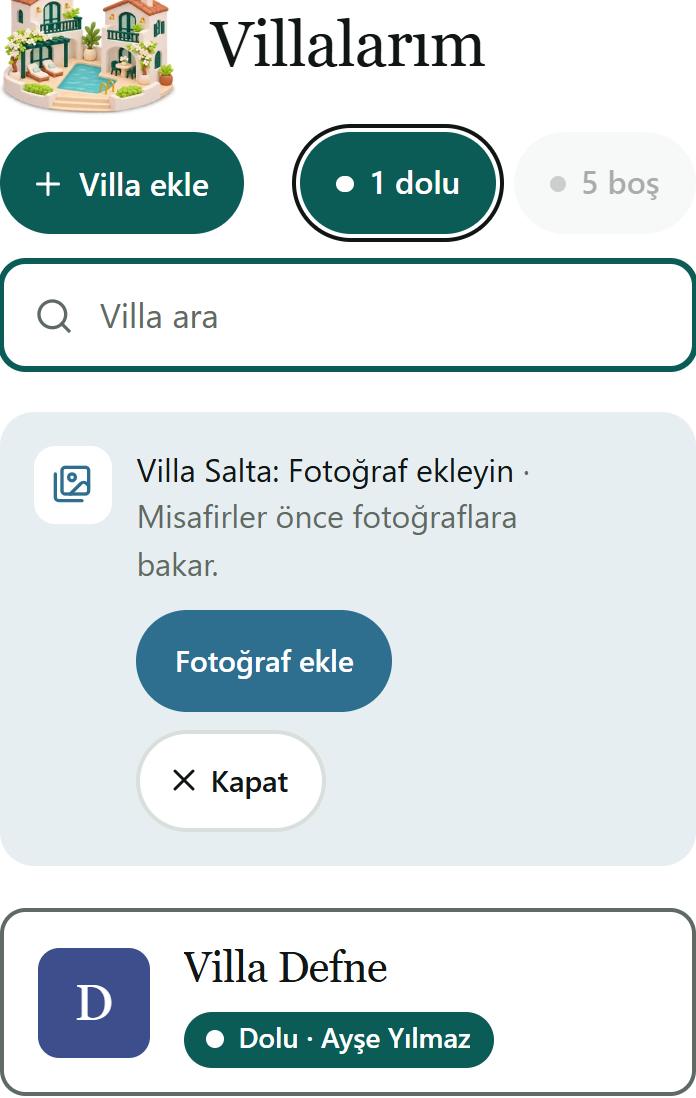 Villalarım
Villa ekle
1 dolu
5 boş
Villa ara
Villa Salta: Fotoğraf ekleyin ·
Misafirler önce fotoğraflara
bakar.
Fotoğraf ekle
Kapat
D
Villa Defne
Dolu · Ayşe Yılmaz